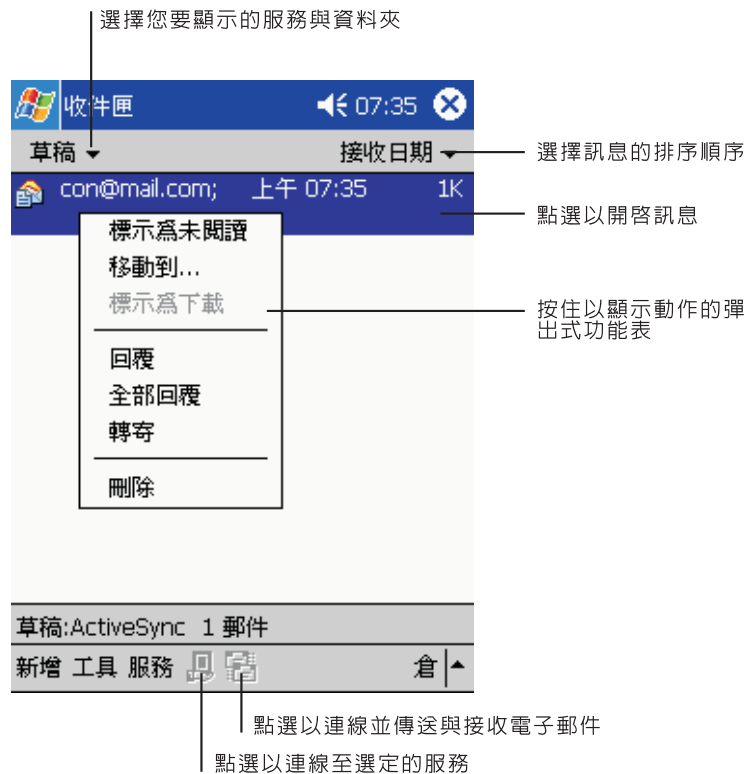 選擇您要顯示的服務與資料夾
收件匣 07:35
草稿 接收日期
選擇訊息的排序順序
con@mail.com; 上午 07:35 1K
點選以開啓訊息
標示爲未閱讀
移動到...
標示爲下載
按住以顯示動作的彈
出式功能表
回覆
全部回覆
轉寄
刪除
草稿:ActiveSync 1 郵件
新增 工具 服務 倉
點選以連線並傳送與接收電子郵件
點選以連線至選定的服務